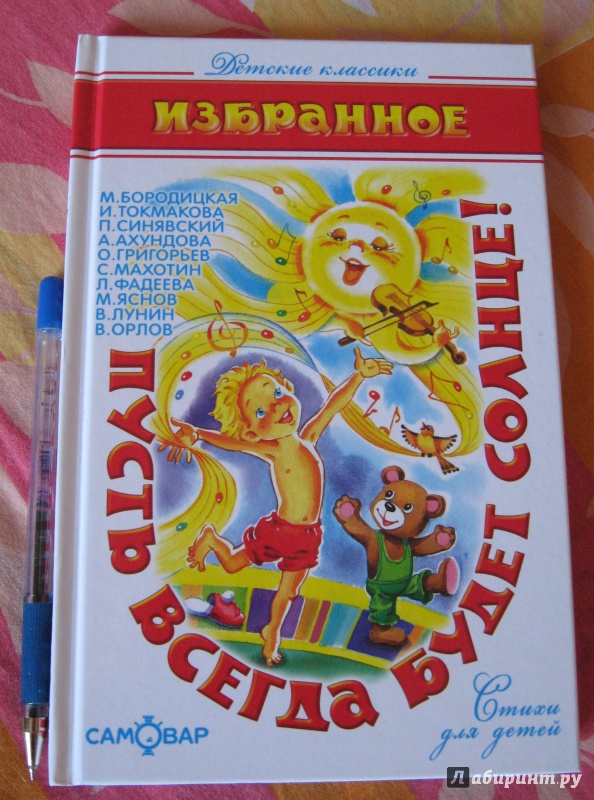 Детские классики
ИЗБРАННОЕ
М.БОРОДИЦКАЯ
И.ТОКМАКОВА
П.СИНЯВСКИЙ
А.АХУНДОВА
О.ГРИГОРЬЕВ
С.МАХОТИН
Л.ФАДЕЕВА
М.ЯСНОВ
В.ЛУНИН
В.ОРЛОВ
ПУСТЬ ВСЕГДА БУДЕТ СОЛНЦЕ!
Стихи
для детей
САМОВАР
Лабиринт.ру